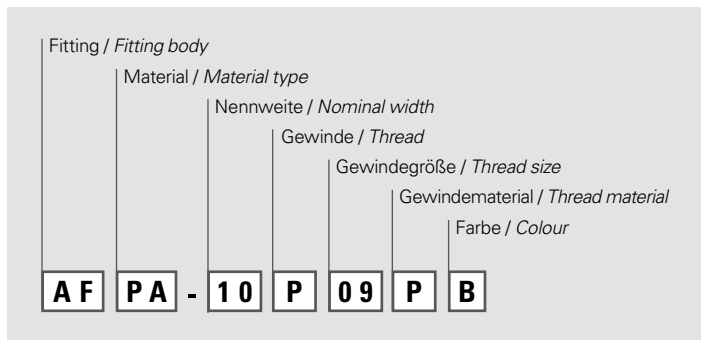 Fitting / Fitting body
Material / Material type
Nennweite / Nominal width
Gewinde / Thread
Gewindegröße / Thread size
Gewindematerial / Thread material
Farbe / Colour
AF PA - 10 P 09 P B